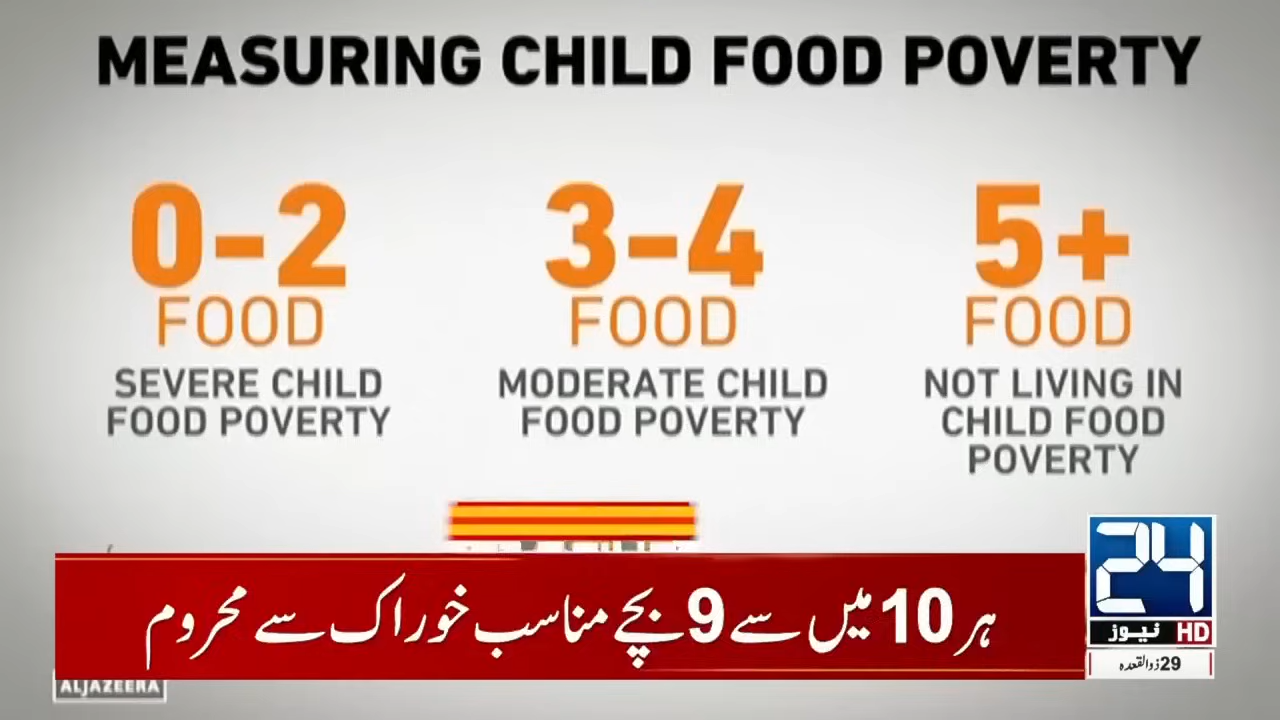 MEASURING CHILD FOOD POVERTY
0-2
FOOD
SEVERE CHILD
FOOD POVERTY
3-4
FOOD
MODERATE CHILD
FOOD POVERTY
5+
FOOD
NOT LIVING IN
CHILD FOOD
POVERTY
ہر 10 میں سے 9 بچے مناسب خوراک سے محروم
24
نیوز HD
29 ذوالقعدہ
ALJAZEERA